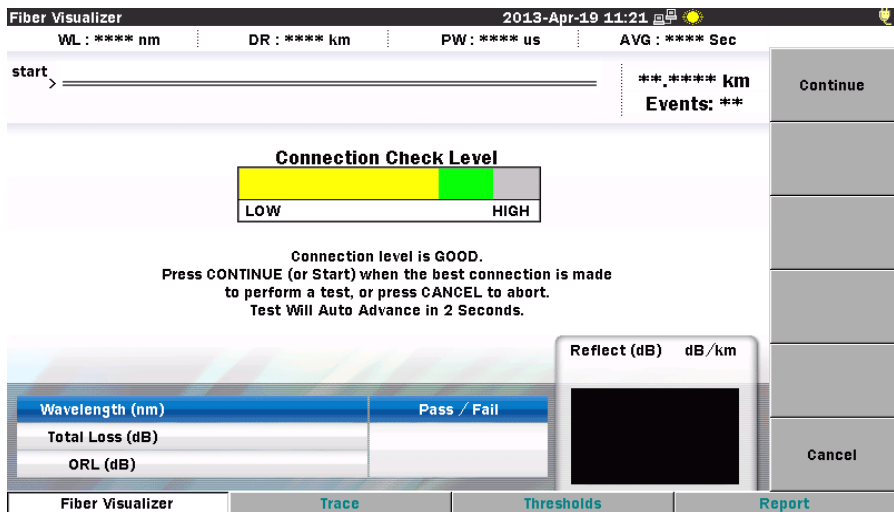 Fiber Visualizer 2013-Apr-19 11:21
WL : **** nm DR : **** km PW : **** us AVG : **** Sec
start
**.**** km
Events: **
Continue
Connection Check Level
LOW HIGH
Connection level is GOOD.
Press CONTINUE (or Start) when the best connection is made
to perform a test, or press CANCEL to abort.
Test Will Auto Advance in 2 Seconds.
Reflect (dB) dB/km
Wavelength (nm) Pass / Fail
Total Loss (dB)
ORL (dB)
Cancel
Fiber Visualizer Trace Thresholds Report